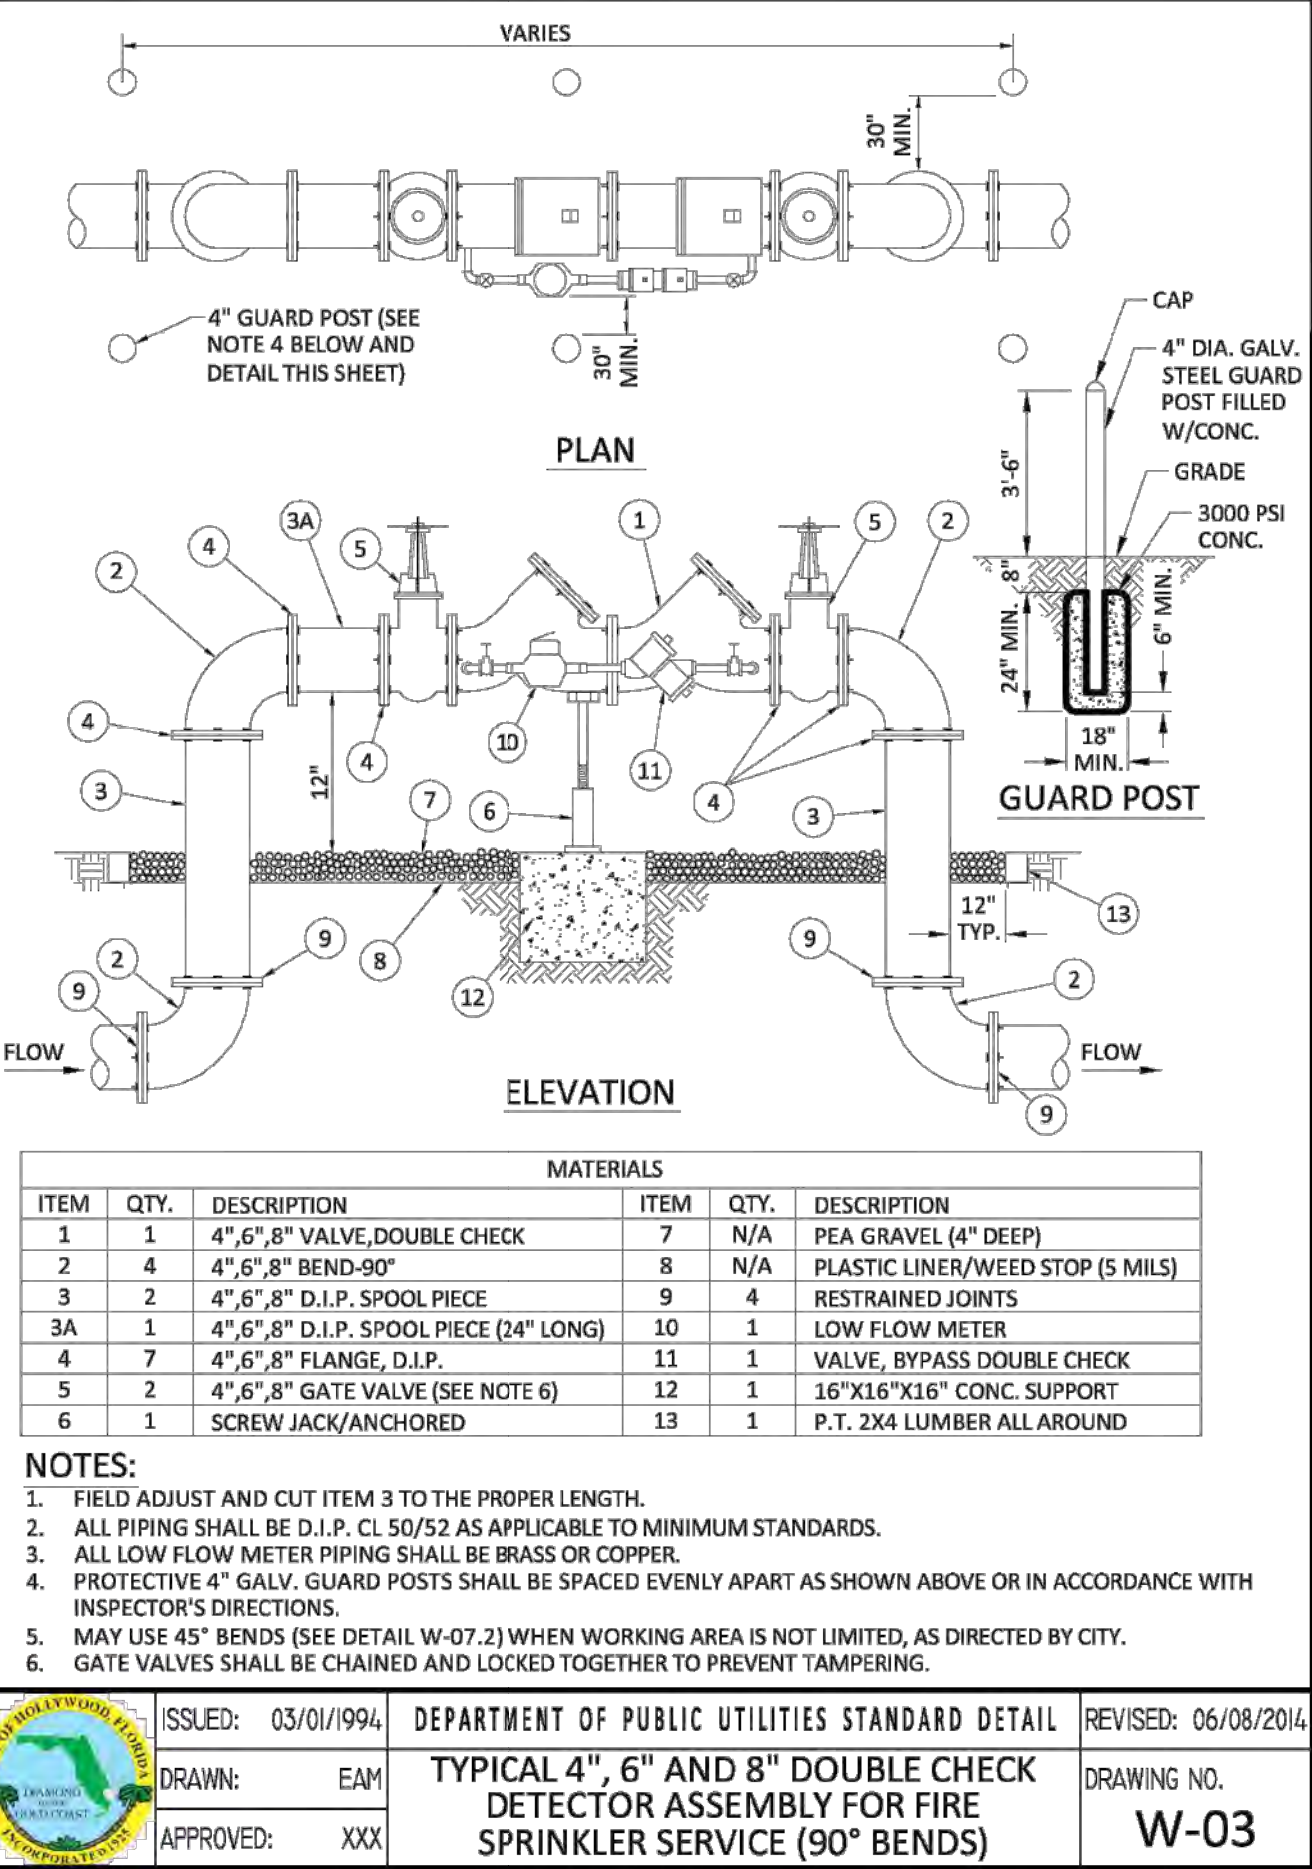 VARIES
30"
MIN.
4" GUARD POST (SEE
NOTE 4 BELOW AND
DETAIL THIS SHEET)
30"
MIN.
PLAN
CAP
4" DIA. GALV.
STEEL GUARD
POST FILLED
W/CONC.
GRADE
3000 PSI
CONC.
3'-6"
8"
24" MIN.
6" MIN.
18"
MIN.
GUARD POST
3A
1
5
2
4
5
2
4
10
4
11
12"
3
7
6
4
3
12"
TYP.
13
9
9
8
2
9
12
2
FLOW
FLOW
9
ELEVATION
MATERIALS
ITEM QTY. DESCRIPTION ITEM QTY. DESCRIPTION
1 1 4",6",8" VALVE,DOUBLE CHECK 7 N/A PEA GRAVEL (4" DEEP)
2 4 4",6",8" BEND-90° 8 N/A PLASTIC LINER/WEED STOP (5 MILS)
3 2 4",6",8" D.I.P. SPOOL PIECE 9 4 RESTRAINED JOINTS
3A 1 4",6",8" D.I.P. SPOOL PIECE (24" LONG) 10 1 LOW FLOW METER
4 7 4",6",8" FLANGE, D.I.P. 11 1 VALVE, BYPASS DOUBLE CHECK
5 2 4",6",8" GATE VALVE (SEE NOTE 6) 12 1 16"X16"X16" CONC. SUPPORT
6 1 SCREW JACK/ANCHORED 13 1 P.T. 2X4 LUMBER ALL AROUND
NOTES:
1. FIELD ADJUST AND CUT ITEM 3 TO THE PROPER LENGTH.
2. ALL PIPING SHALL BE D.I.P. CL 50/52 AS APPLICABLE TO MINIMUM STANDARDS.
3. ALL LOW FLOW METER PIPING SHALL BE BRASS OR COPPER.
4. PROTECTIVE 4" GALV. GUARD POSTS SHALL BE SPACED EVENLY APART AS SHOWN ABOVE OR IN ACCORDANCE WITH
INSPECTOR'S DIRECTIONS.
5. MAY USE 45° BENDS (SEE DETAIL W-07.2) WHEN WORKING AREA IS NOT LIMITED, AS DIRECTED BY CITY.
6. GATE VALVES SHALL BE CHAINED AND LOCKED TOGETHER TO PREVENT TAMPERING.
OF HOLLYWOOD, FLORIDA
DIAMOND
GOLD COAST
INCORPORATED 1925
ISSUED: 03/01/1994
DRAWN: EAM
APPROVED: XXX
DEPARTMENT OF PUBLIC UTILITIES STANDARD DETAIL
TYPICAL 4", 6" AND 8" DOUBLE CHECK
DETECTOR ASSEMBLY FOR FIRE
SPRINKLER SERVICE (90° BENDS)
REVISED: 06/08/2014
DRAWING NO.
W-03